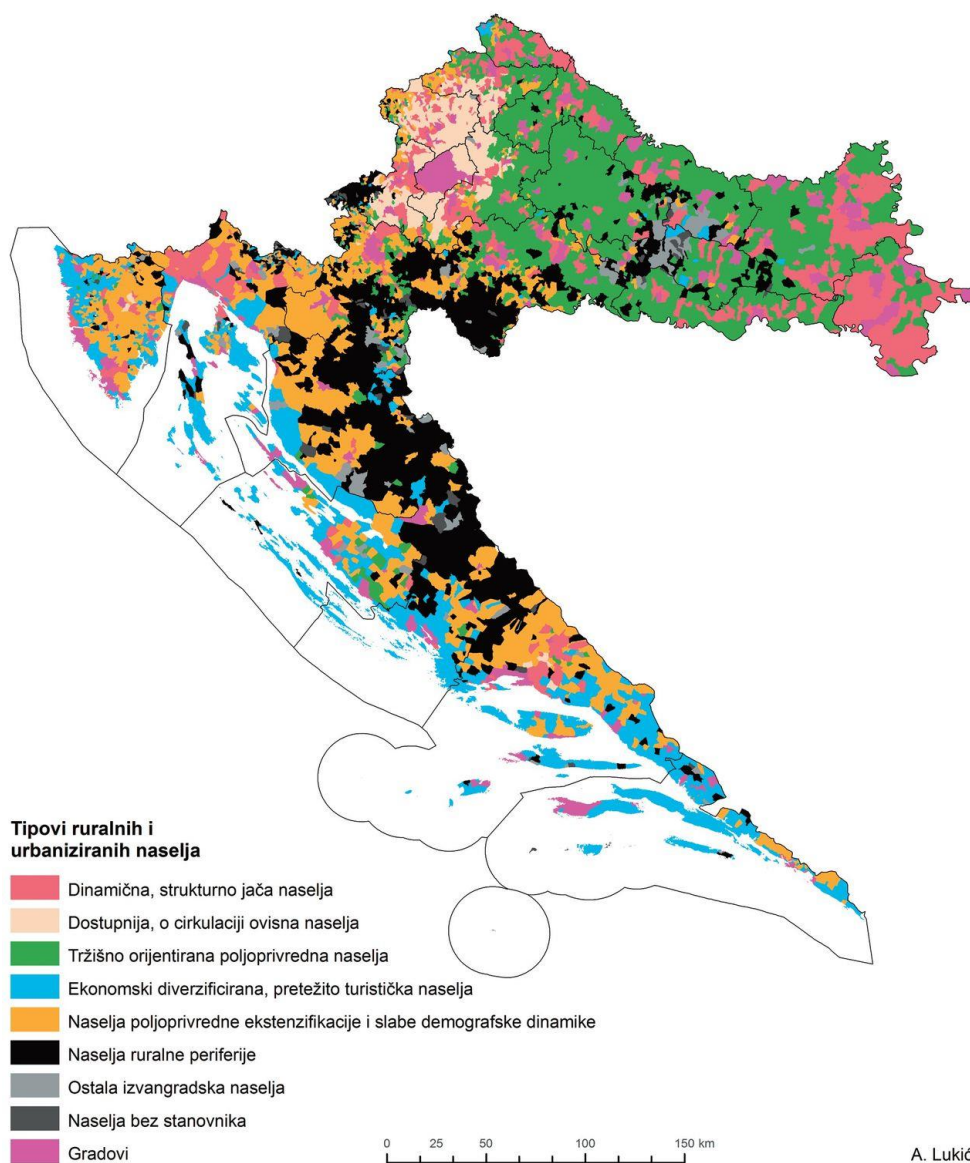 Tipovi ruralnih i
urbaniziranih naselja
Dinamična, strukturno jača naselja
Dostupnija, o cirkulaciji ovisna naselja
Tržišno orijentirana poljoprivredna naselja
Ekonomski diverzificirana, pretežito turistička naselja
Naselja poljoprivredne ekstenzifikacije i slabe demografske dinamike
Naselja ruralne periferije
Ostala izvangradska naselja
Naselja bez stanovnika
Gradovi
0 25 50 100 150 km
A. Lukić